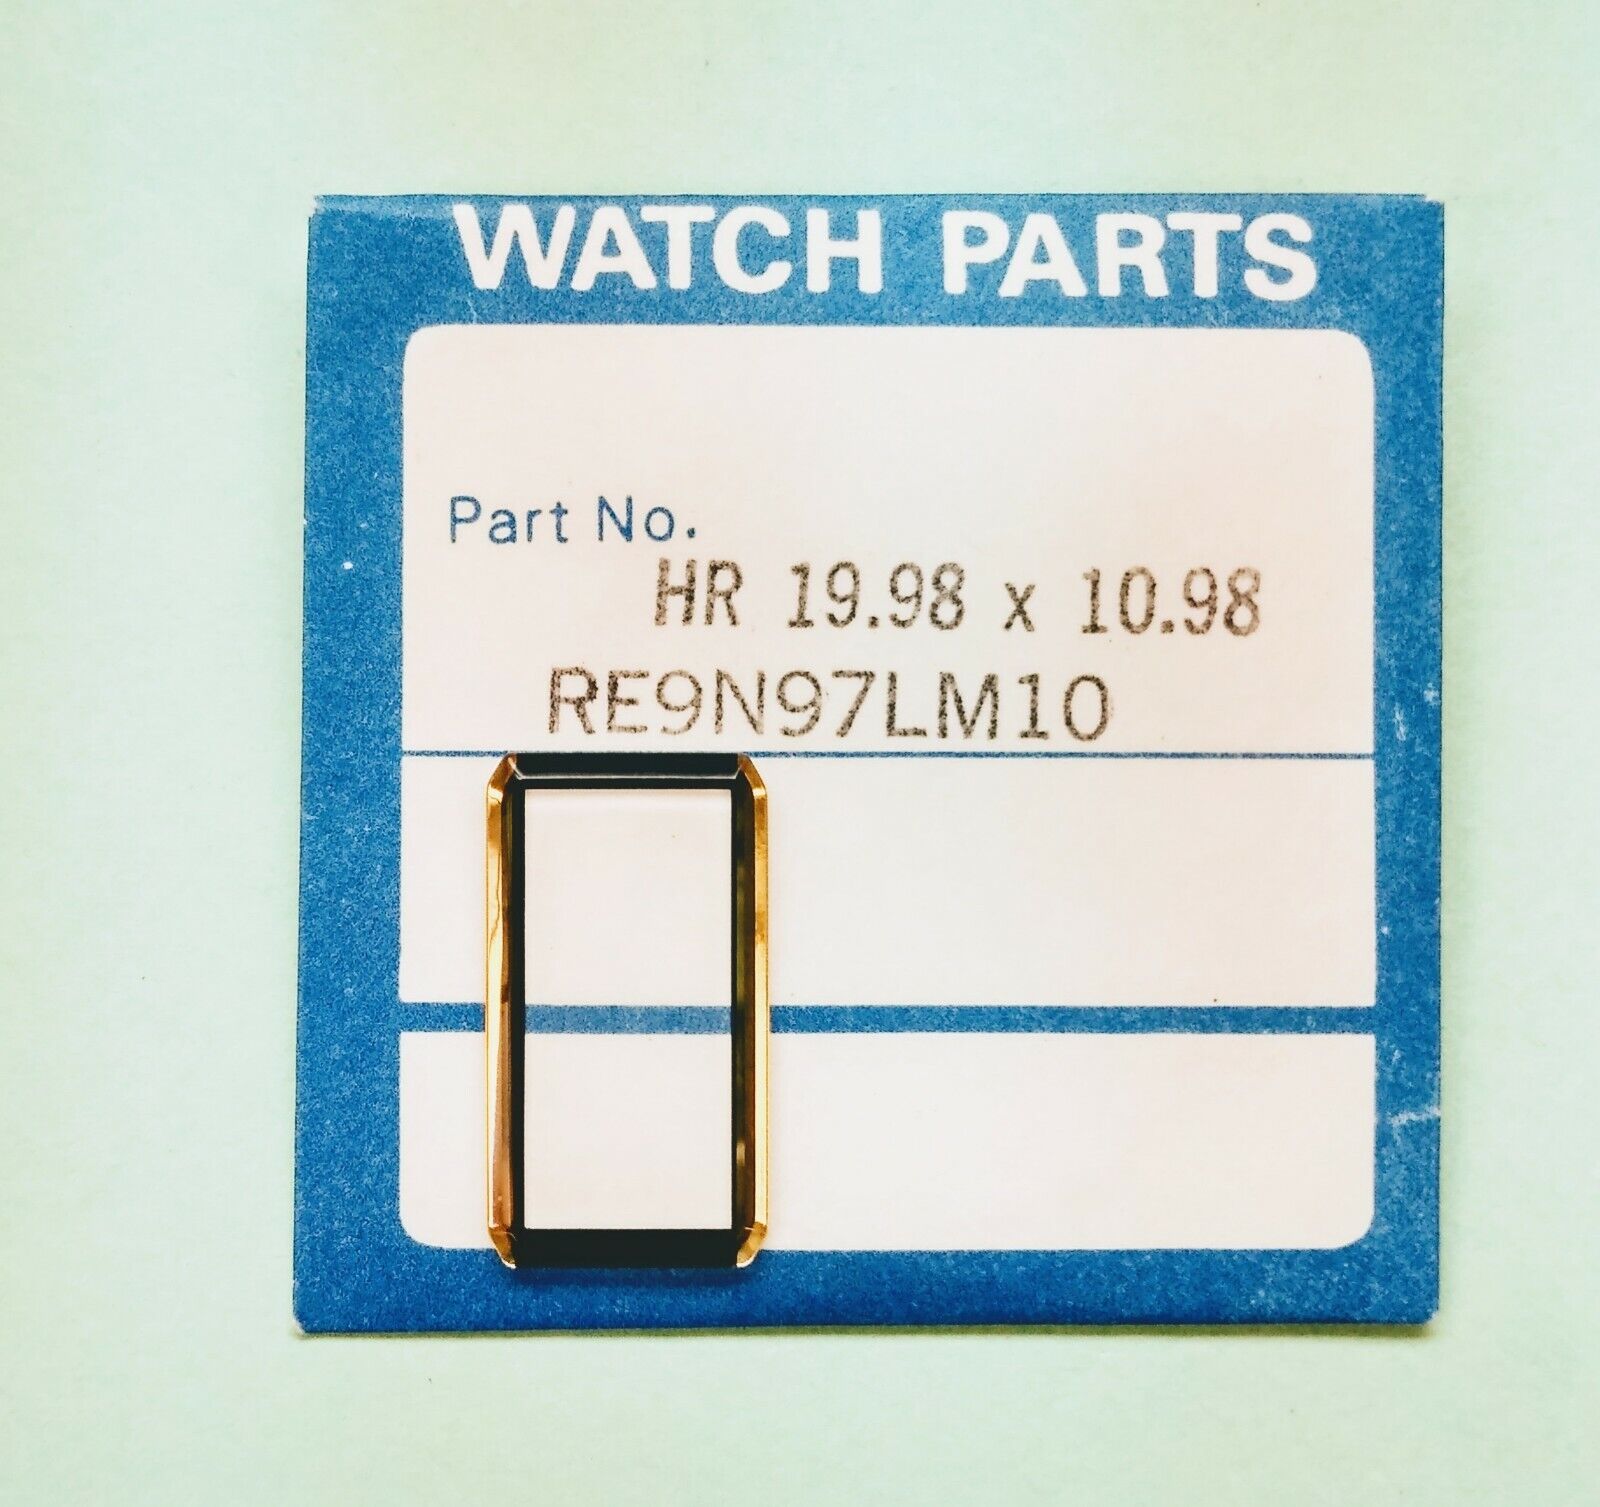 WATCH PARTS
Part No.
HR 19.98 x 10.98
RE9N97LM10